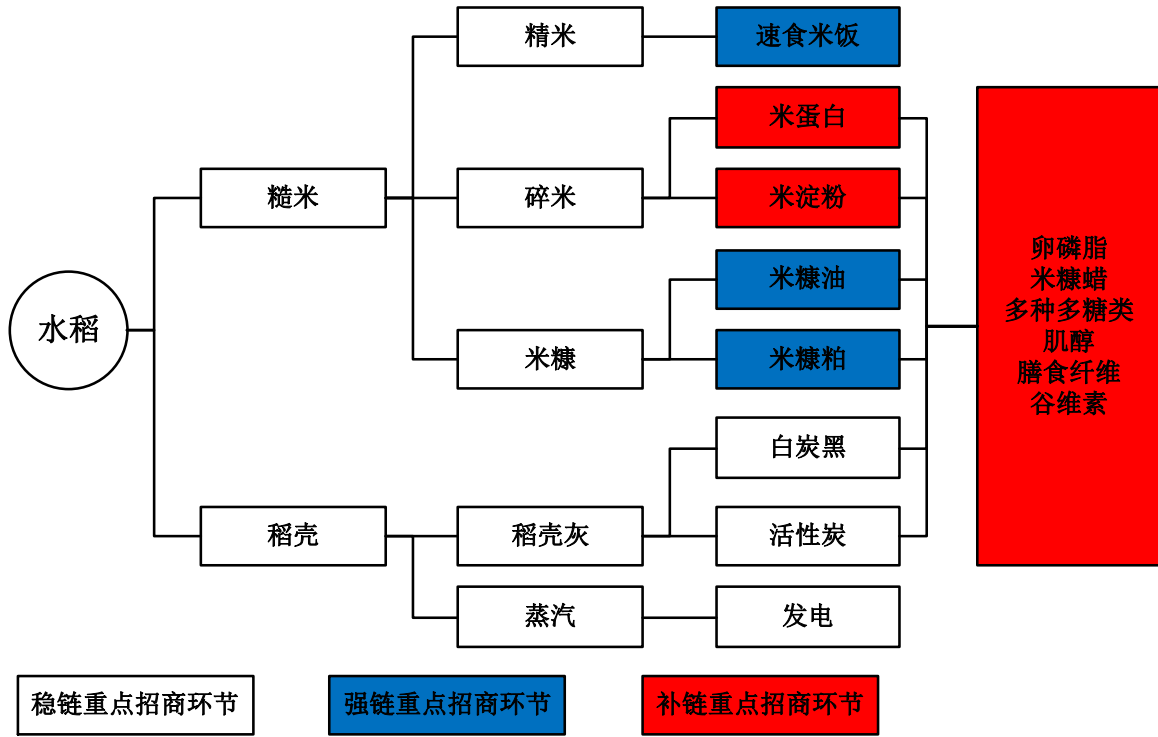 精米
速食米饭
米蛋白
糙米
碎米
米淀粉
卵磷脂
米糠蜡
多种多糖类
肌醇
膳食纤维
谷维素
米糠油
水稻
米糠
米糠粕
白炭黑
稻壳
稻壳灰
活性炭
蒸汽
发电
稳链重点招商环节
强链重点招商环节
补链重点招商环节